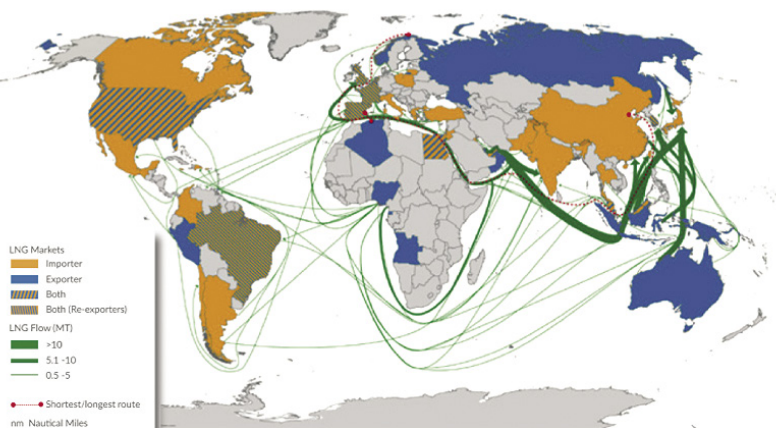 LNG Markets
Importer
Exporter
Both
Both (Re-exporters)
LNG Flow (MT)
>10
5.1 -10
0.5 -5
Shortest/longest route
nm Nautical Miles